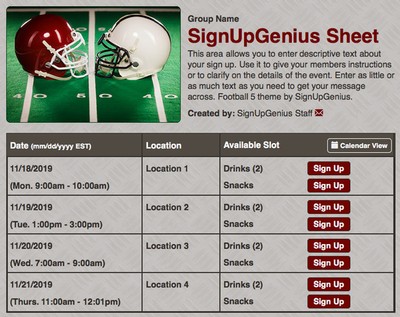 Group Name
SignUpGenius Sheet
This area allows you to enter descriptive text about
your sign up. Use it to give your members instructions
or to clarify on the details of the event. Enter as little or
as much text as you need to get your message
across. Football 5 theme by SignUpGenius.
Created by: SignUpGenius Staff
Date (mm/dd/yyyy EST) Location Available Slot Calendar View
11/18/2019 Location 1 Drinks (2) Sign Up
(Mon. 9:00am - 10:00am) Snacks Sign Up
11/19/2019 Location 2 Drinks (2) Sign Up
(Tue. 1:00pm - 3:00pm) Snacks Sign Up
11/20/2019 Location 3 Drinks (2) Sign Up
(Wed. 7:00am - 9:00am) Snacks Sign Up
11/21/2019 Location 4 Drinks (2) Sign Up
(Thurs. 11:00am - 12:01pm) Snacks Sign Up